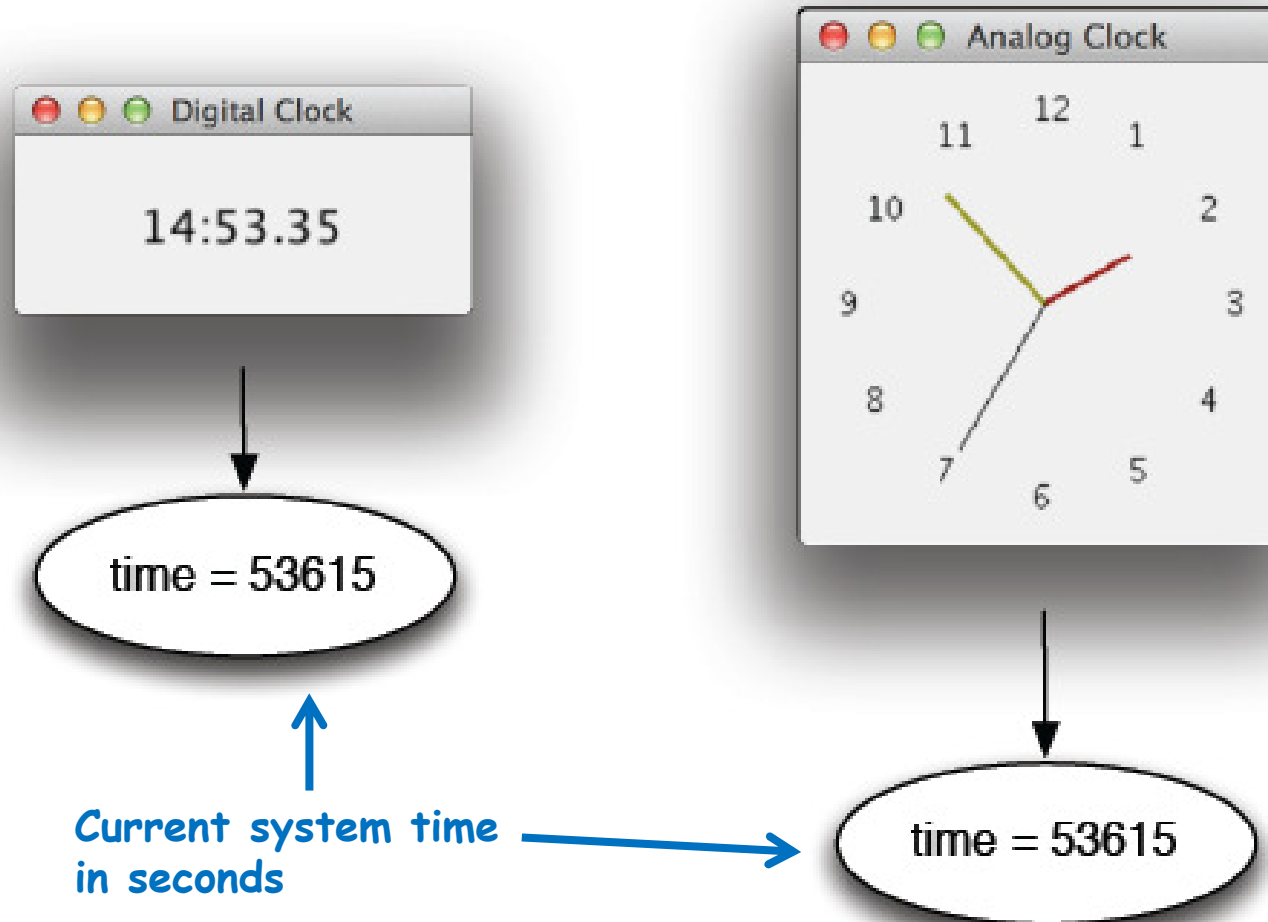 Digital Clock
14:53.35
time = 53615
Analog Clock
12
11
1
10
2
9
3
8
4
7
5
6
time = 53615
Current system time
in seconds